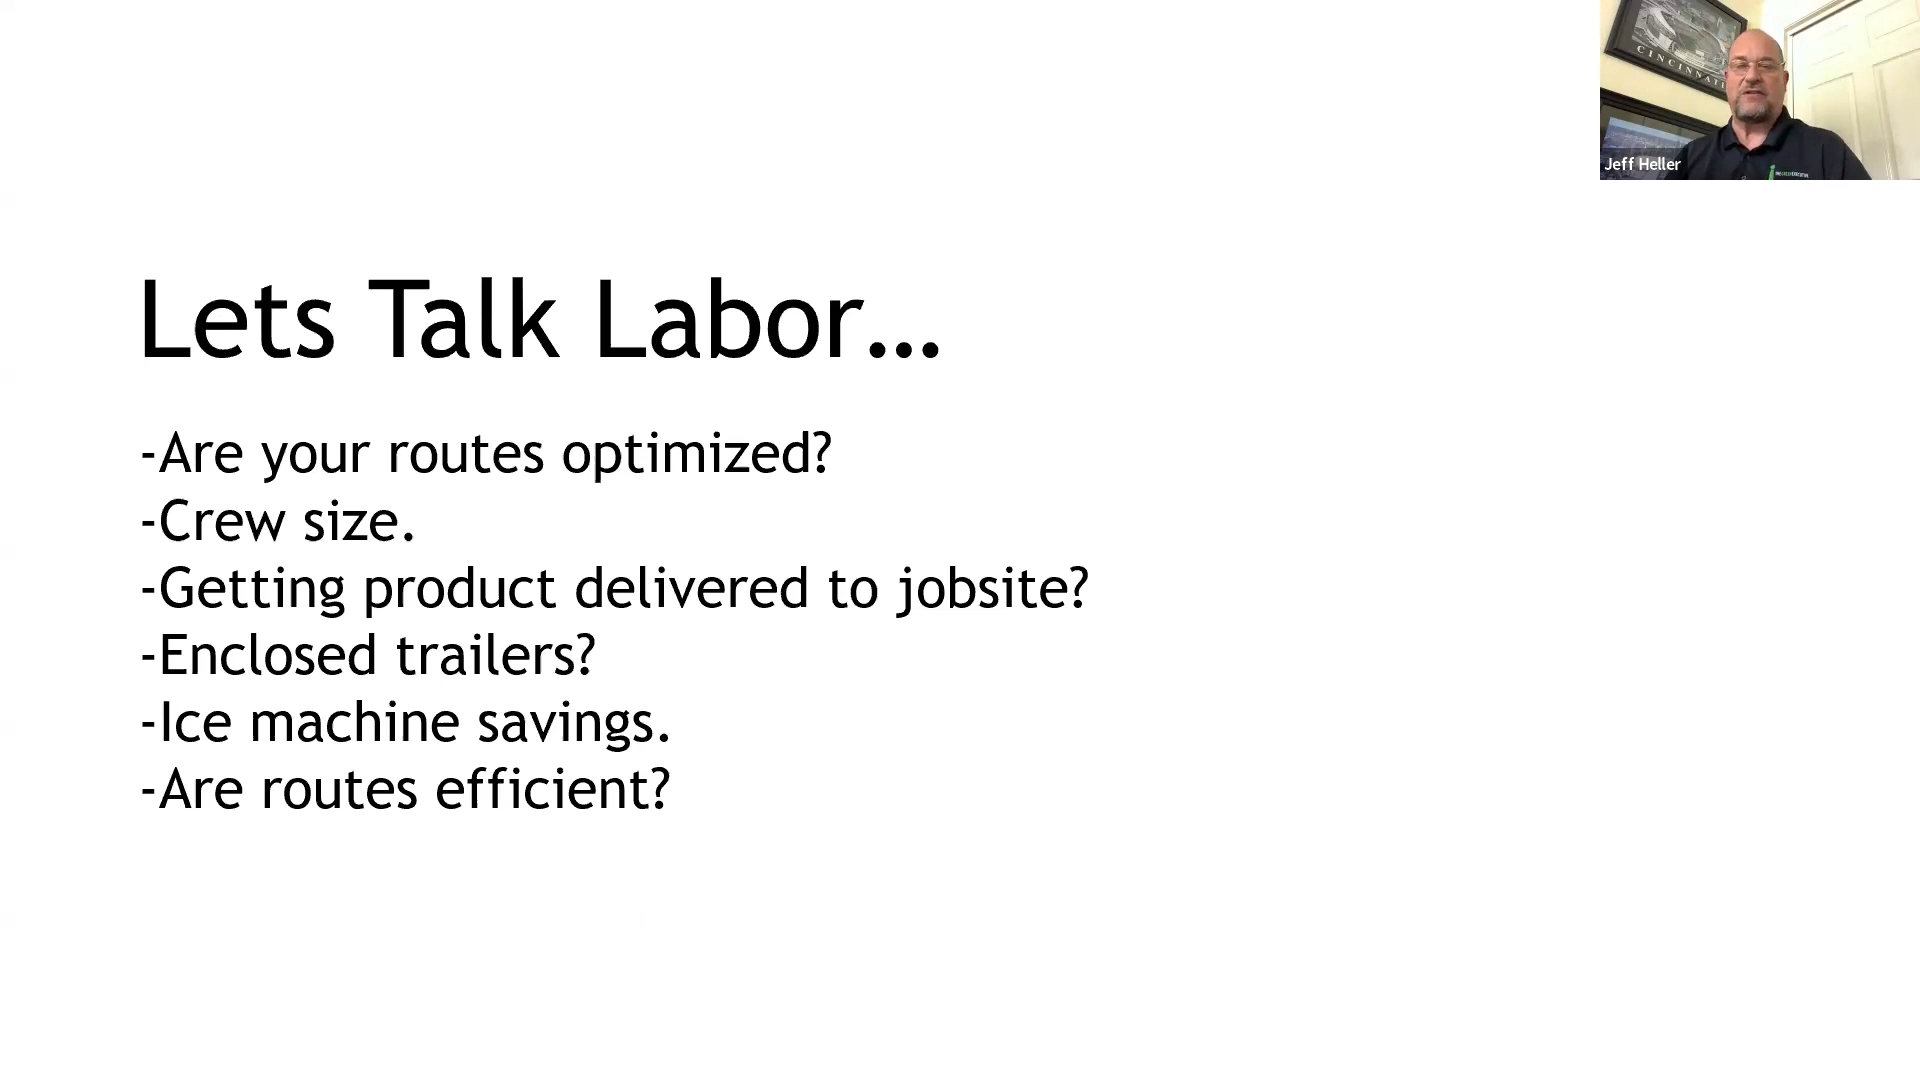 CINCINNATI
Jeff Heller
Lets Talk Labor...
-Are your routes optimized?
-Crew size.
-Getting product delivered to jobsite?
-Enclosed trailers?
-Ice machine savings.
-Are routes efficient?